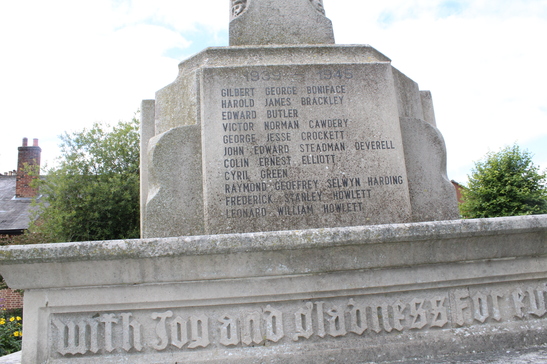 1939 1945
GILBERT GEORGE BONIFACE
HAROLD JAMES BRACKLEY
EDWARD BUTLER
VICTOR NORMAN CAWDERY
GEORGE JESSE CROCKETT
JOHN EDWARD STADMAN DEVERELL
COLIN ERNEST ELLIOTT
CYRIL GREEN
RAYMOND GEOFFREY SELWYN HARDING
FREDERICK STANLEY HOWLETT
LEONARD WILLIAM HOWLETT
With Joy and Gladness For